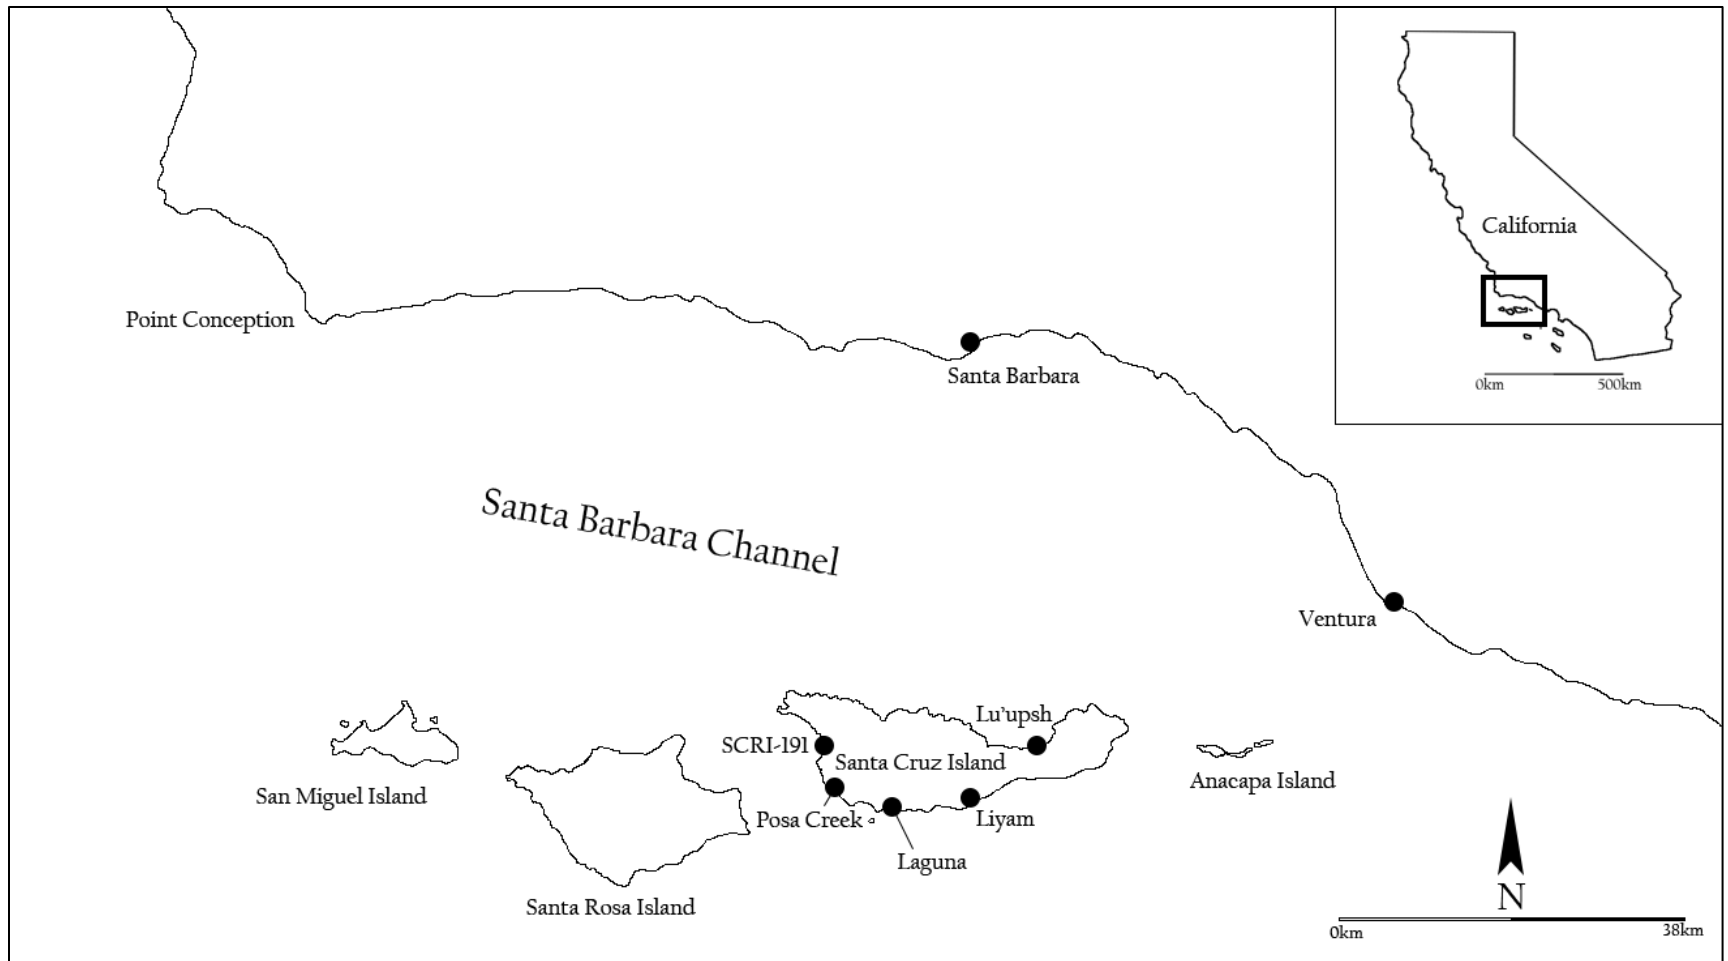 California
0km
500km
Point Conception
Santa Barbara
Santa Barbara Channel
Ventura
Lu'upsh
SCRI-191
Santa Cruz Island
San Miguel Island
Anacapa Island
Posa Creek
Liyam
Laguna
Santa Rosa Island
N
0km
38km